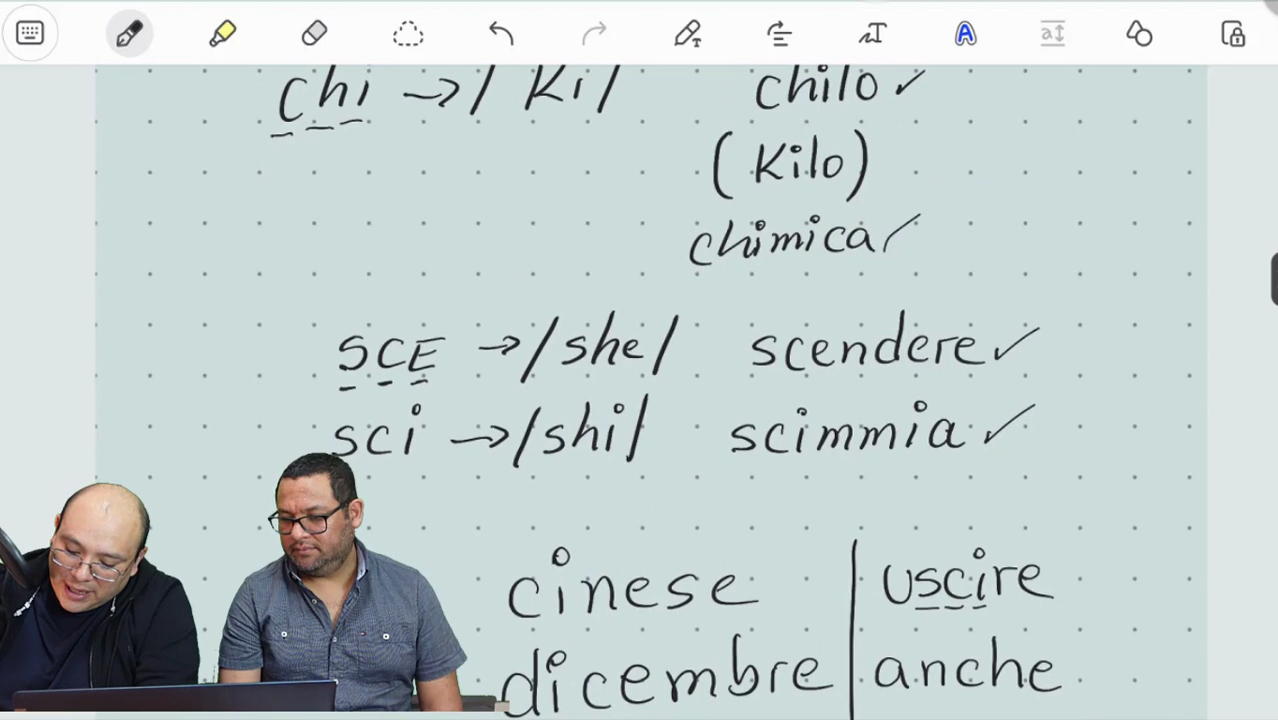 chi → / Ki / chilo ✓
(Kilo)
chimica ✓
SCE → /she/ scendere ✓
sci → /shi/ scimmia ✓
cinese | uscire
dicembre | anche